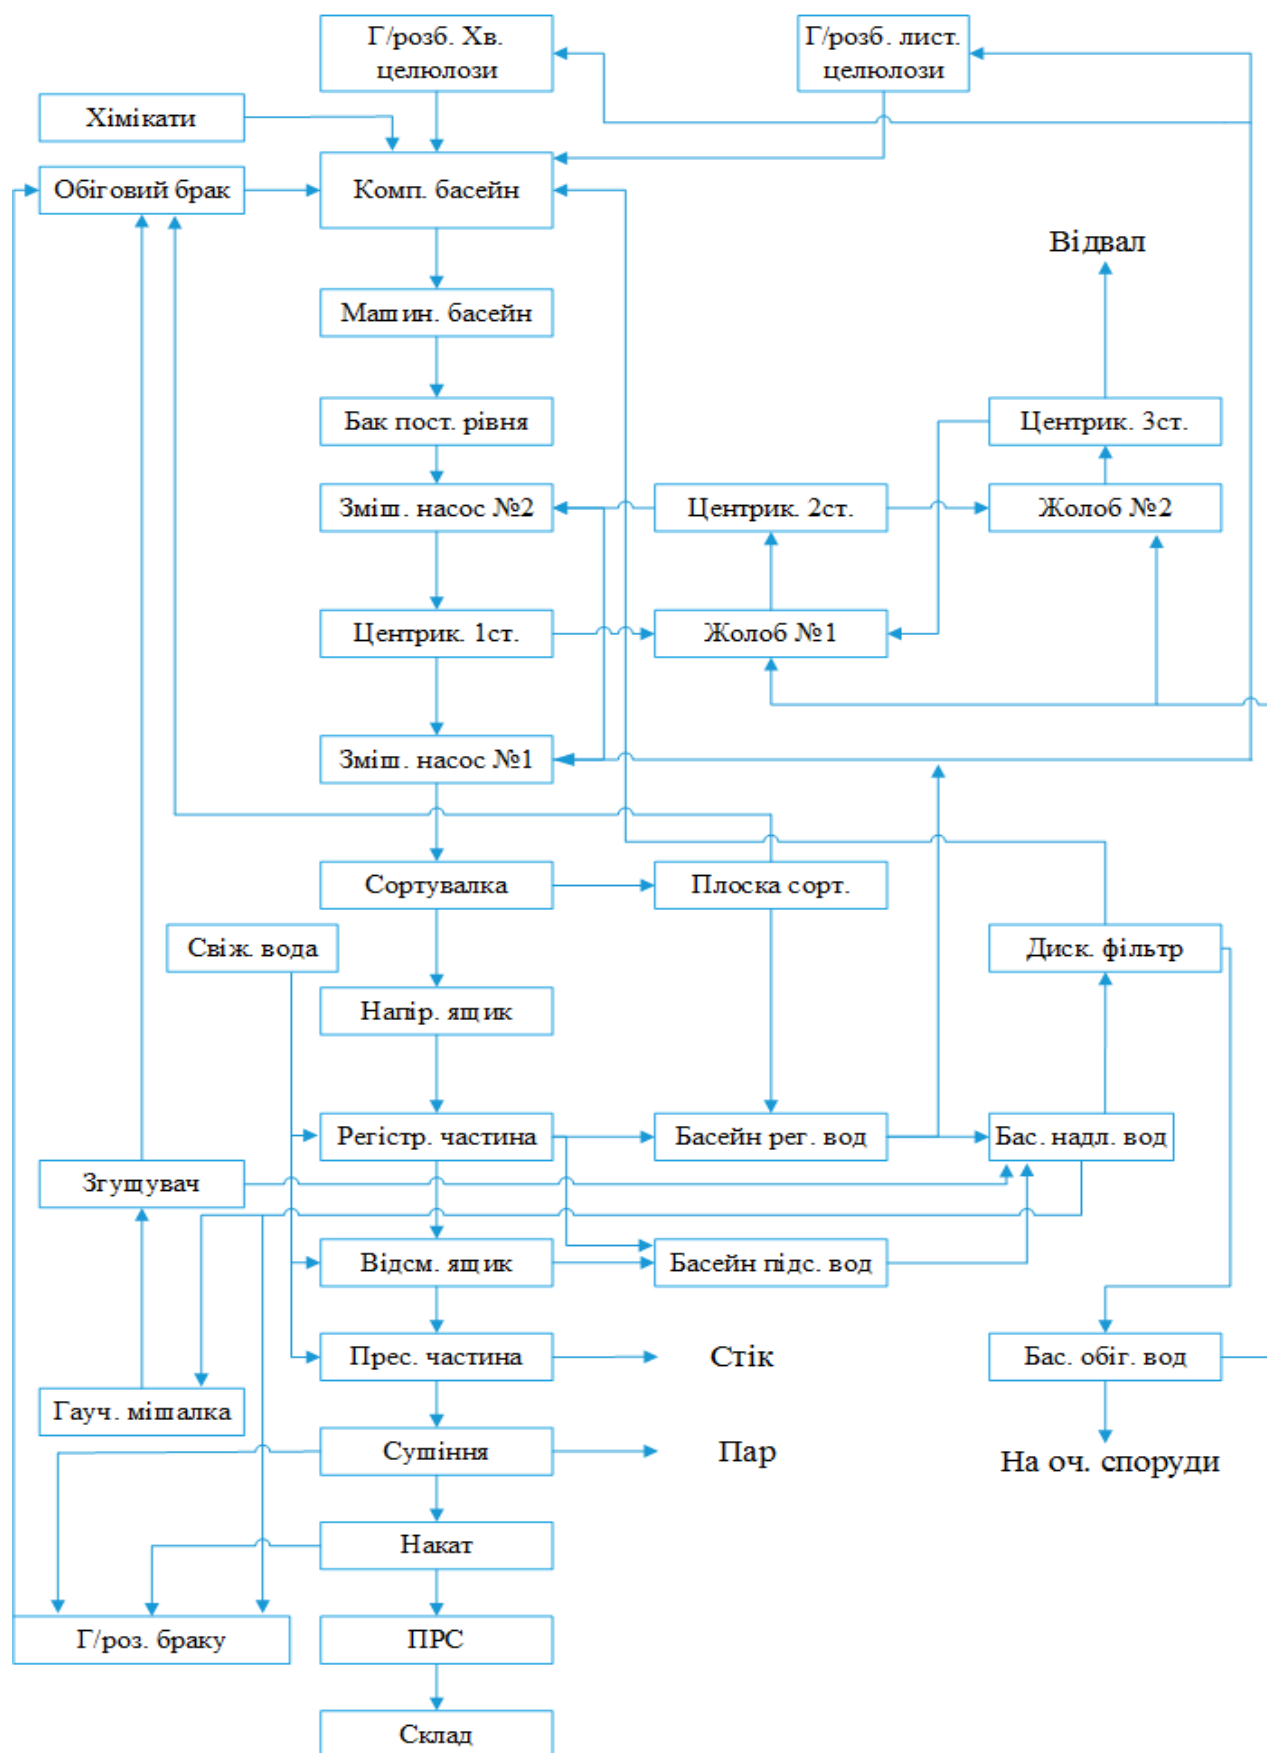 Г/розб. Хв.
целюлози
Г/розб. лист.
целюлози
Хімікати
Обіговий брак
Комп. басейн
Відвал
Машин. басейн
Бак пост. рівня
Центрик. 3ст.
Зміш. насос №2
Центрик. 2ст.
Жолоб №2
Центрик. 1ст.
Жолоб №1
Зміш. насос №1
Сортувалка
Плоска сорт.
Свіж. вода
Диск. фільтр
Напір. ящик
Регістр. частина
Басейн рег. вод
Бас. надл. вод
Згущувач
Відсм. ящик
Басейн підс. вод
Прес. частина
Стік
Бас. обіг. вод
Гауч. мішалка
Сушіння
Пар
На оч. споруди
Накат
Г/роз. браку
ПРС
Склад